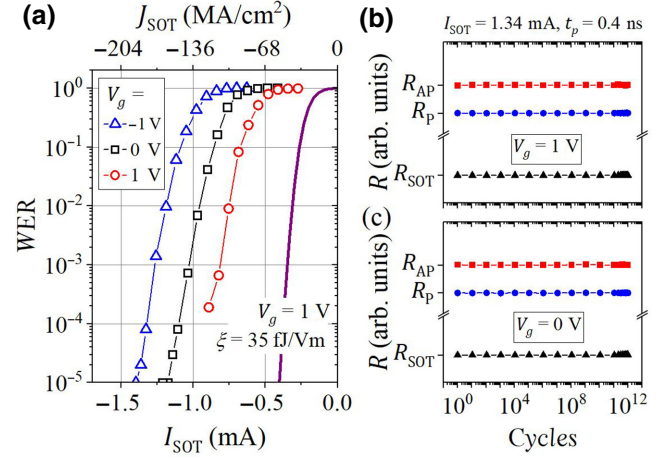 (a)
J_SOT (MA/cm²)
−204 −136 −68 0
10⁰
10⁻¹
10⁻²
10⁻³
10⁻⁴
10⁻⁵
WER
V_g =
−1 V
0 V
1 V
V_g = 1 V
ξ = 35 fJ/Vm
−1.5 −1.0 −0.5 0.0
I_SOT (mA)
(b)
I_SOT = 1.34 mA, t_p = 0.4 ns
R (arb. units)
R_AP
R_P
V_g = 1 V
R_SOT
(c)
R (arb. units)
R_AP
R_P
V_g = 0 V
R_SOT
10⁰ 10⁴ 10⁸ 10¹²
Cycles